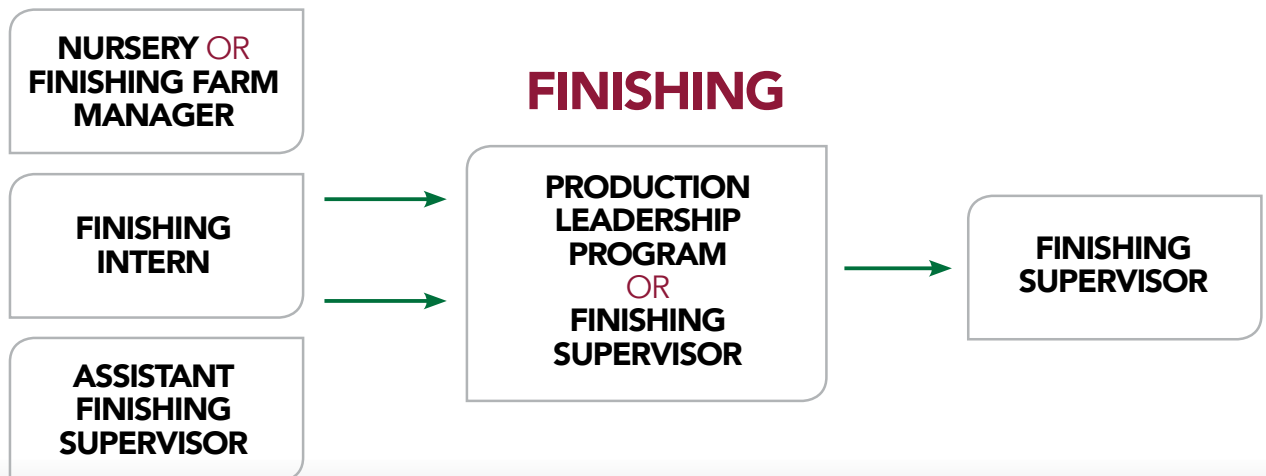 NURSERY OR
FINISHING FARM
MANAGER
FINISHING
INTERN
ASSISTANT
FINISHING
SUPERVISOR
FINISHING
PRODUCTION
LEADERSHIP
PROGRAM
OR
FINISHING
SUPERVISOR
FINISHING
SUPERVISOR